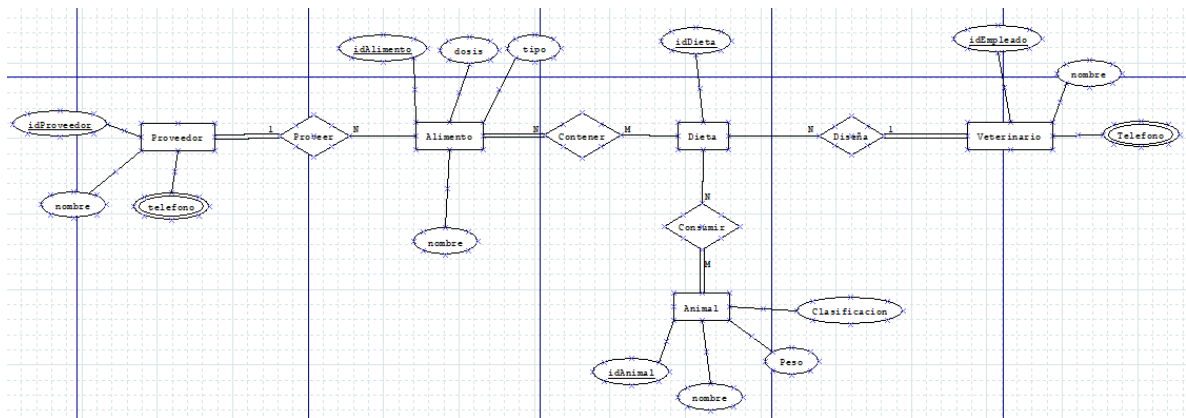 idAlimento
dosis
tipo
idDieta
idEmpleado
nombre
idProveedor
Proveedor
1
Proveer
N
Alimento
N
Contener
M
Dieta
N
Diseña
1
Veterinario
Telefono
nombre
telefono
nombre
N
Consumir
M
Animal
Clasificacion
idAnimal
nombre
Peso